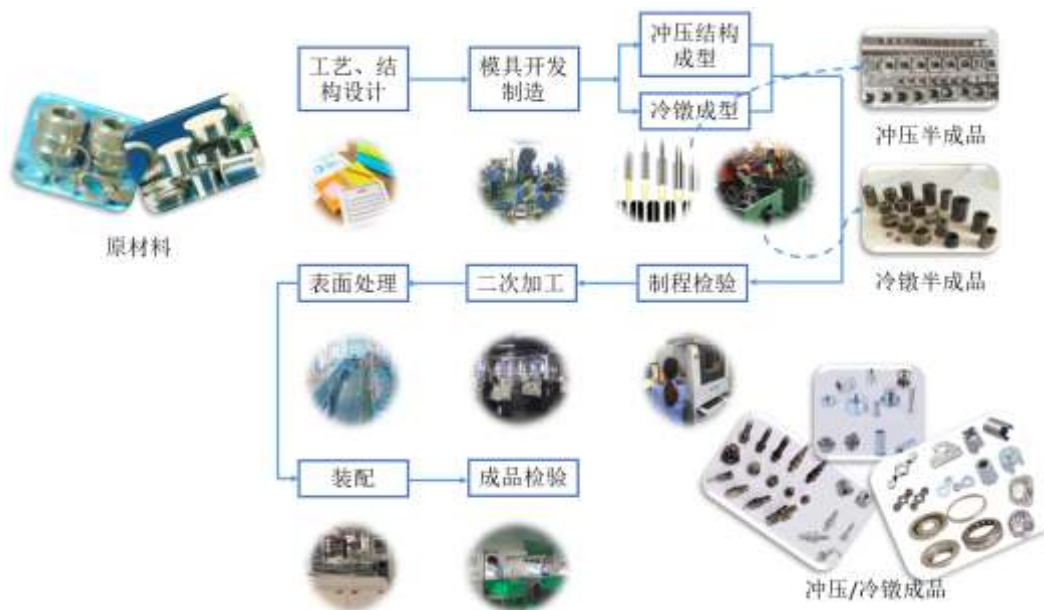 工艺、结
构设计
模具开发
制造
冲压结构
成型
冷镦成型
冲压半成品
原材料
冷镦半成品
表面处理
二次加工
制程检验
装配
成品检验
冲压/冷镦成品